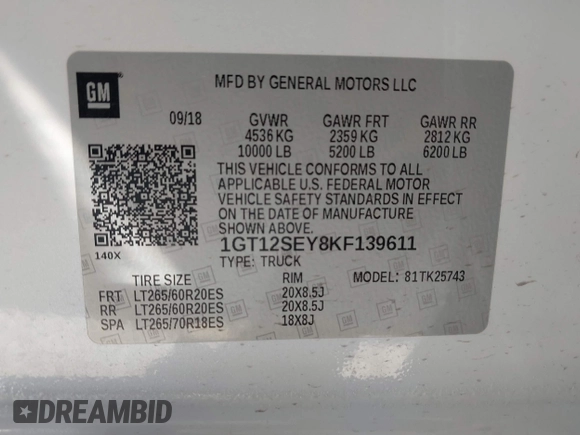 GM
MFD BY GENERAL MOTORS LLC
09/18 GVWR GAWR FRT GAWR RR
4536 KG 2359 KG 2812 KG
10000 LB 5200 LB 6200 LB
THIS VEHICLE CONFORMS TO ALL
APPLICABLE U.S. FEDERAL MOTOR
VEHICLE SAFETY STANDARDS IN EFFECT
ON THE DATE OF MANUFACTURE
SHOWN ABOVE.
140X
1GT12SEY8KF139611
TYPE: TRUCK
TIRE SIZE RIM MODEL: 81TK25743
FRT LT265/60R20ES 20X8.5J
RR LT265/60R20ES 20X8.5J
SPA LT265/70R18ES 18X8J
DREAMBID